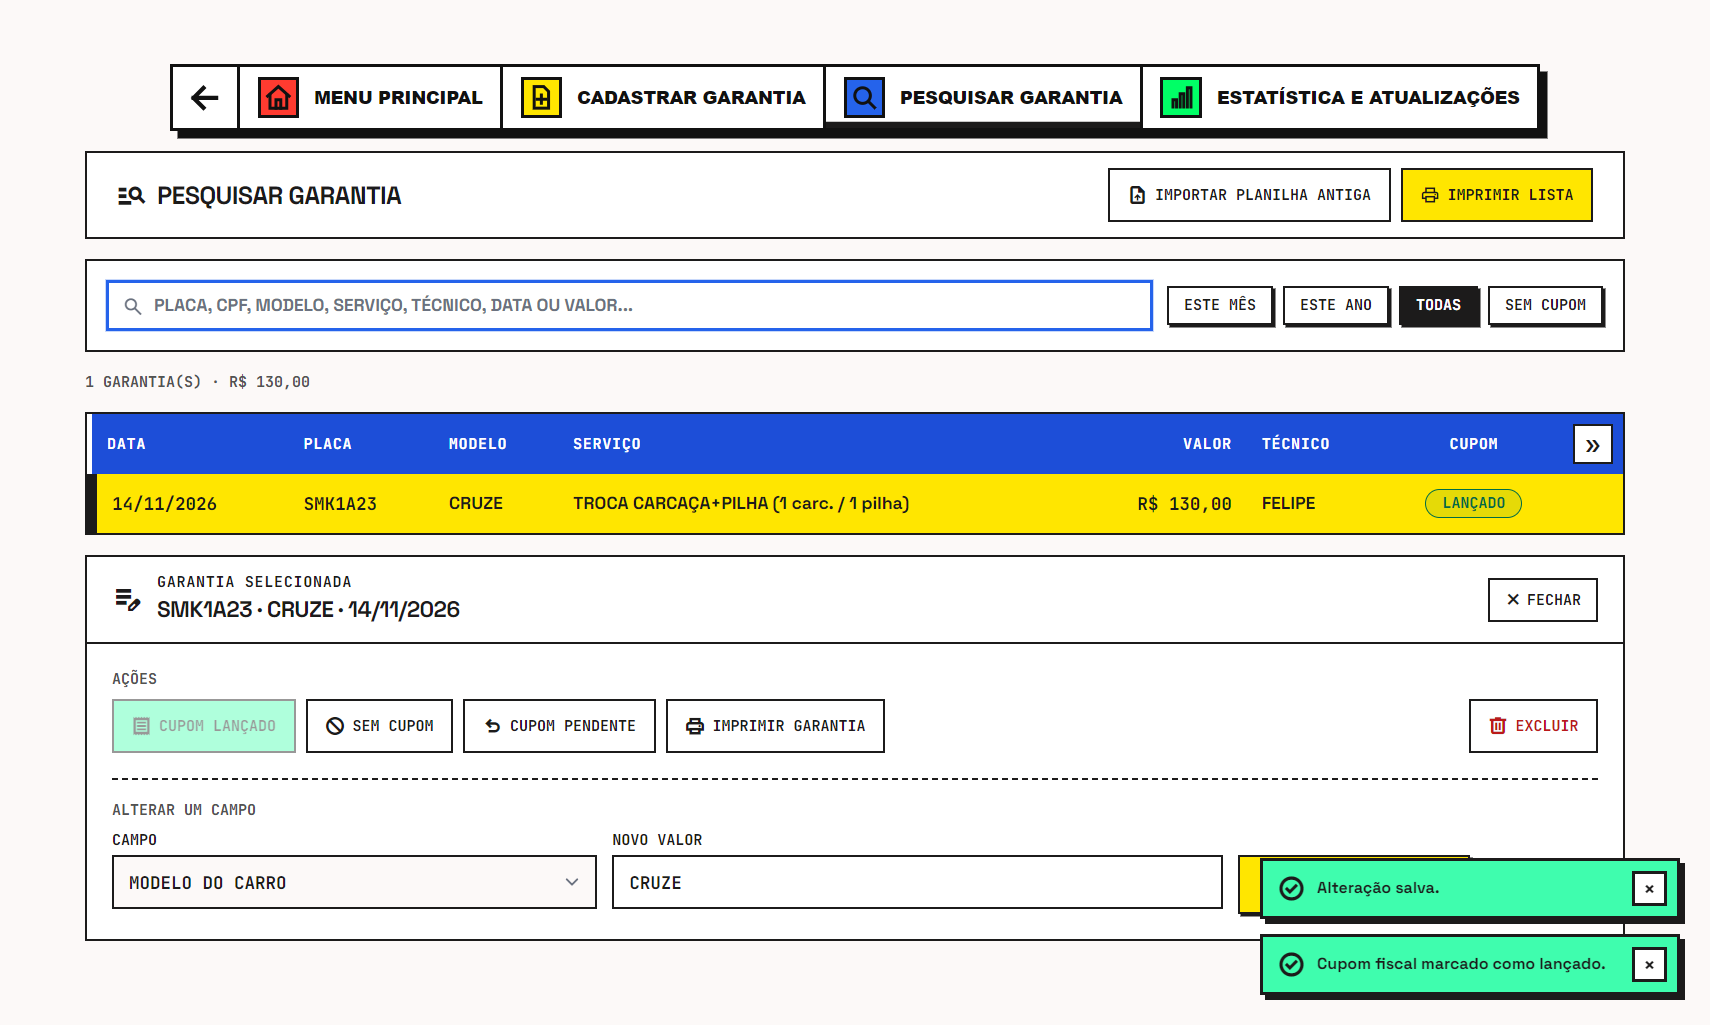 MENU PRINCIPAL
CADASTRAR GARANTIA
PESQUISAR GARANTIA
ESTATÍSTICA E ATUALIZAÇÕES
PESQUISAR GARANTIA
IMPORTAR PLANILHA ANTIGA
IMPRIMIR LISTA
PLACA, CPF, MODELO, SERVIÇO, TÉCNICO, DATA OU VALOR...
ESTE MÊS
ESTE ANO
TODAS
SEM CUPOM
1 GARANTIA(S) · R$ 130,00
DATA PLACA MODELO SERVIÇO VALOR TÉCNICO CUPOM »
14/11/2026 SMK1A23 CRUZE TROCA CARCAÇA+PILHA (1 carc. / 1 pilha) R$ 130,00 FELIPE LANÇADO
GARANTIA SELECIONADA
SMK1A23 · CRUZE · 14/11/2026
× FECHAR
AÇÕES
CUPOM LANÇADO
SEM CUPOM
CUPOM PENDENTE
IMPRIMIR GARANTIA
EXCLUIR
ALTERAR UM CAMPO
CAMPO
NOVO VALOR
MODELO DO CARRO
CRUZE
Alteração salva. ×
Cupom fiscal marcado como lançado. ×